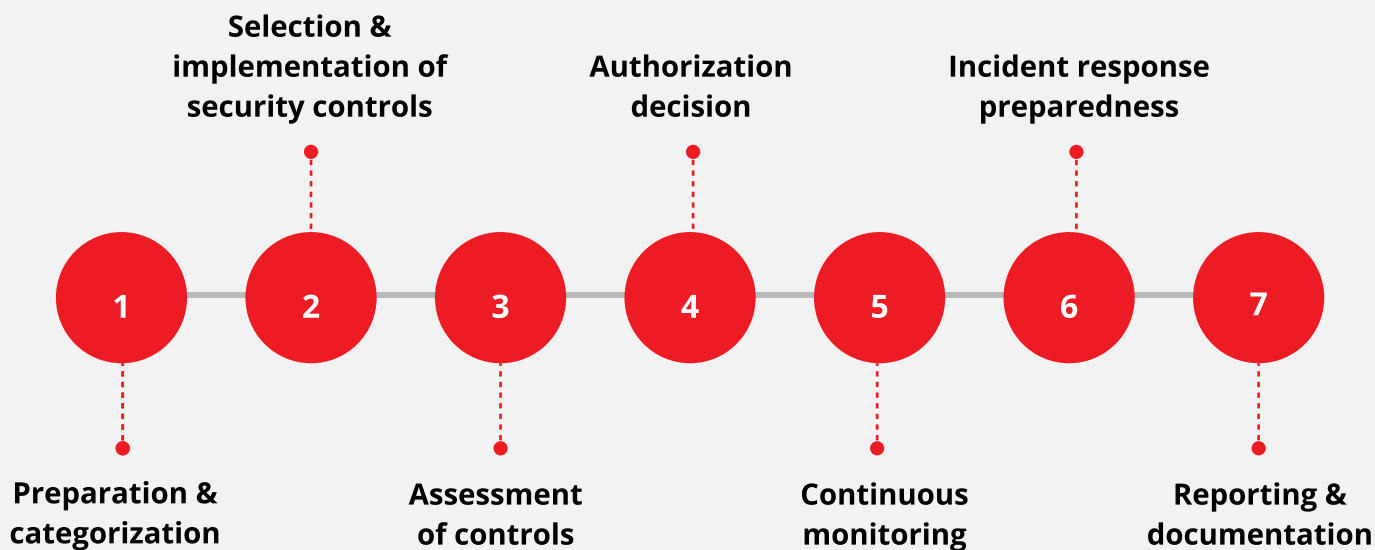 Selection &
implementation of
security controls
Authorization
decision
Incident response
preparedness
1
2
3
4
5
6
7
Preparation &
categorization
Assessment
of controls
Continuous
monitoring
Reporting &
documentation